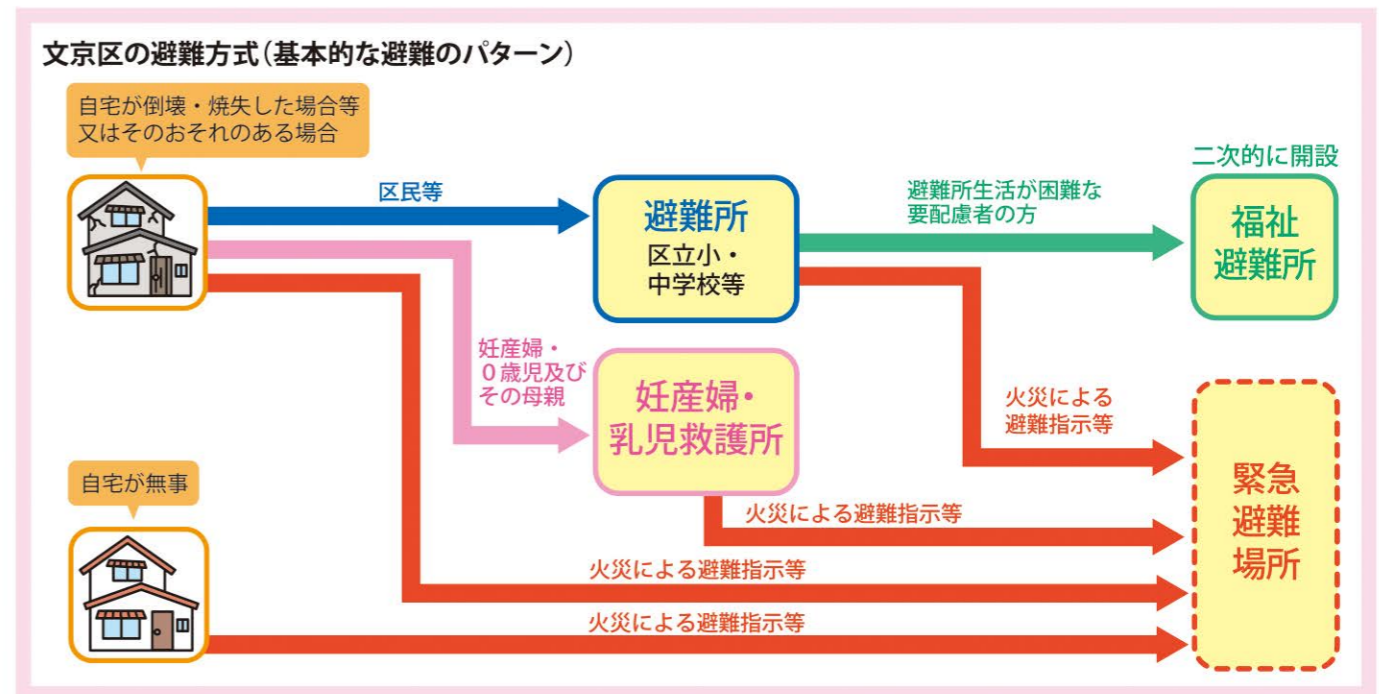 文京区の避難方式（基本的な避難のパターン）
自宅が倒壊・焼失した場合等
又はそのおそれのある場合
区民等
避難所
区立小・
中学校等
避難所生活が困難な
要配慮者の方
二次的に開設
福祉
避難所
妊産婦・
０歳児及び
その母親
妊産婦・
乳児救護所
火災による
避難指示等
自宅が無事
火災による避難指示等
火災による避難指示等
火災による避難指示等
緊急
避難
場所